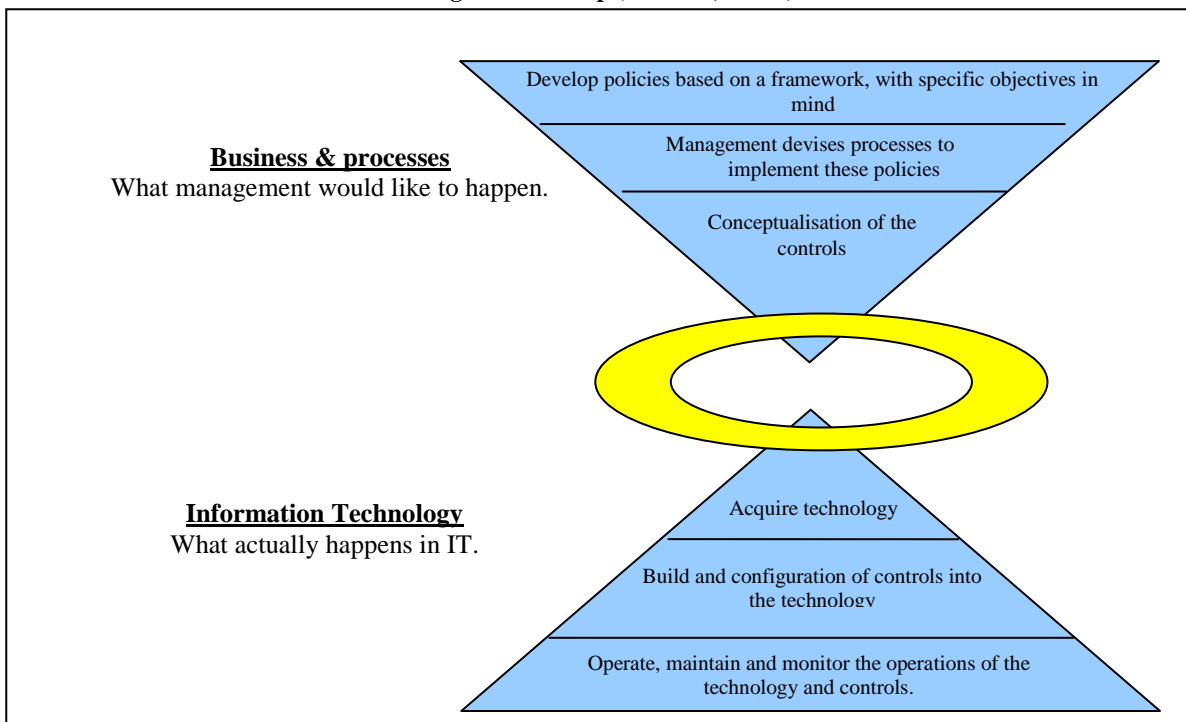 Develop policies based on a framework, with specific objectives in
mind
Management devises processes to
implement these policies
Business & processes
What management would like to happen.
Conceptualisation of the
controls
Information Technology
What actually happens in IT.
Acquire technology
Build and configuration of controls into
the technology
Operate, maintain and monitor the operations of the
technology and controls.